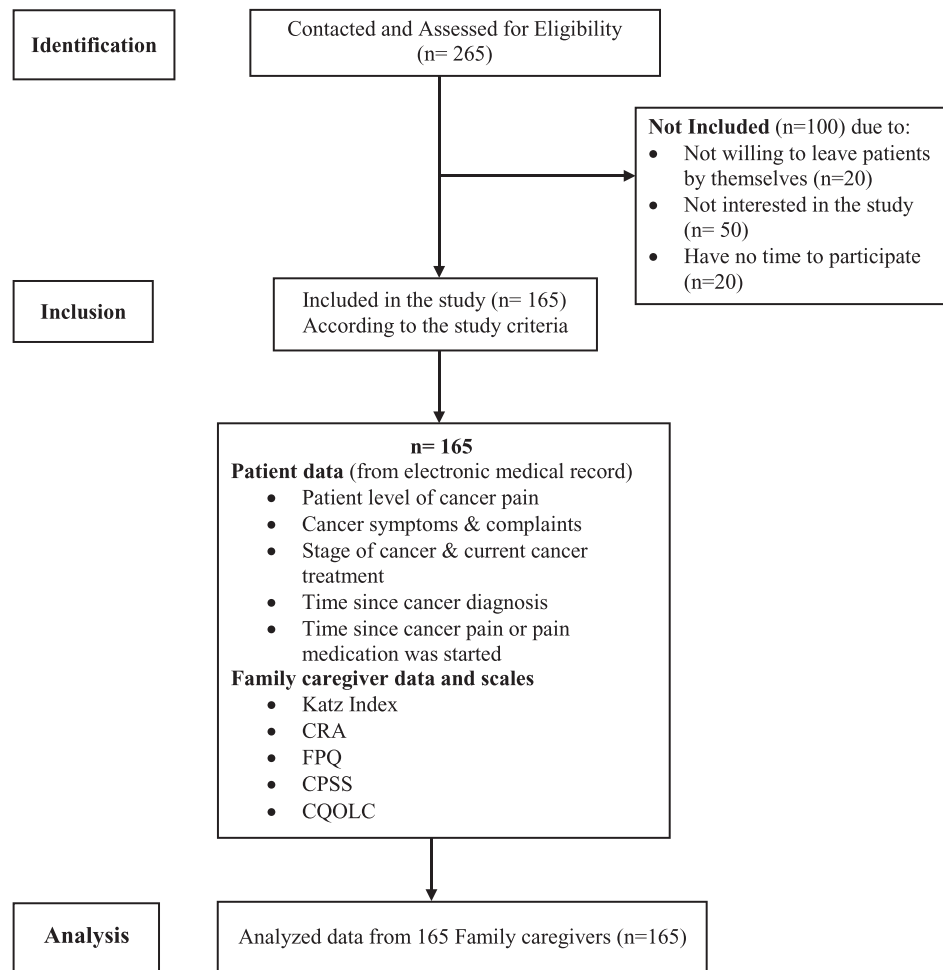 Identification
Contacted and Assessed for Eligibility
(n= 265)
Not Included (n=100) due to:
• Not willing to leave patients
by themselves (n=20)
• Not interested in the study
(n= 50)
• Have no time to participate
(n=20)
Inclusion
Included in the study (n= 165)
According to the study criteria
n= 165
Patient data (from electronic medical record)
• Patient level of cancer pain
• Cancer symptoms & complaints
• Stage of cancer & current cancer
treatment
• Time since cancer diagnosis
• Time since cancer pain or pain
medication was started
Family caregiver data and scales
• Katz Index
• CRA
• FPQ
• CPSS
• CQOLC
Analysis
Analyzed data from 165 Family caregivers (n=165)